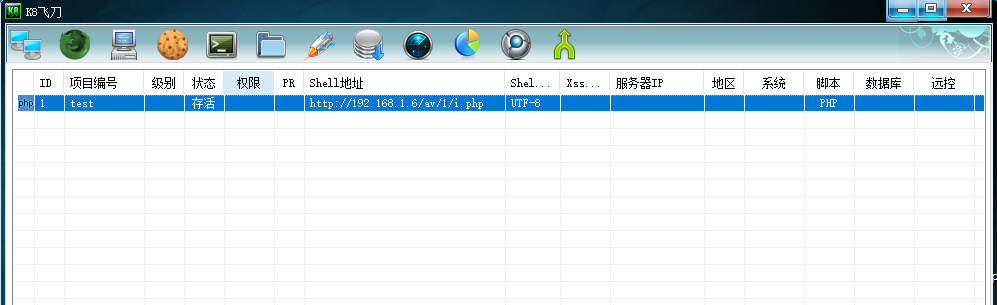 K8 K8飞刀
ID 项目编号 级别 状态 权限 PR Shell地址 Shel... Xss... 服务器IP 地区 系统 脚本 数据库 远控
php 1 test 存活 http://192.168.1.6/av/1/i.php UTF-8 PHP